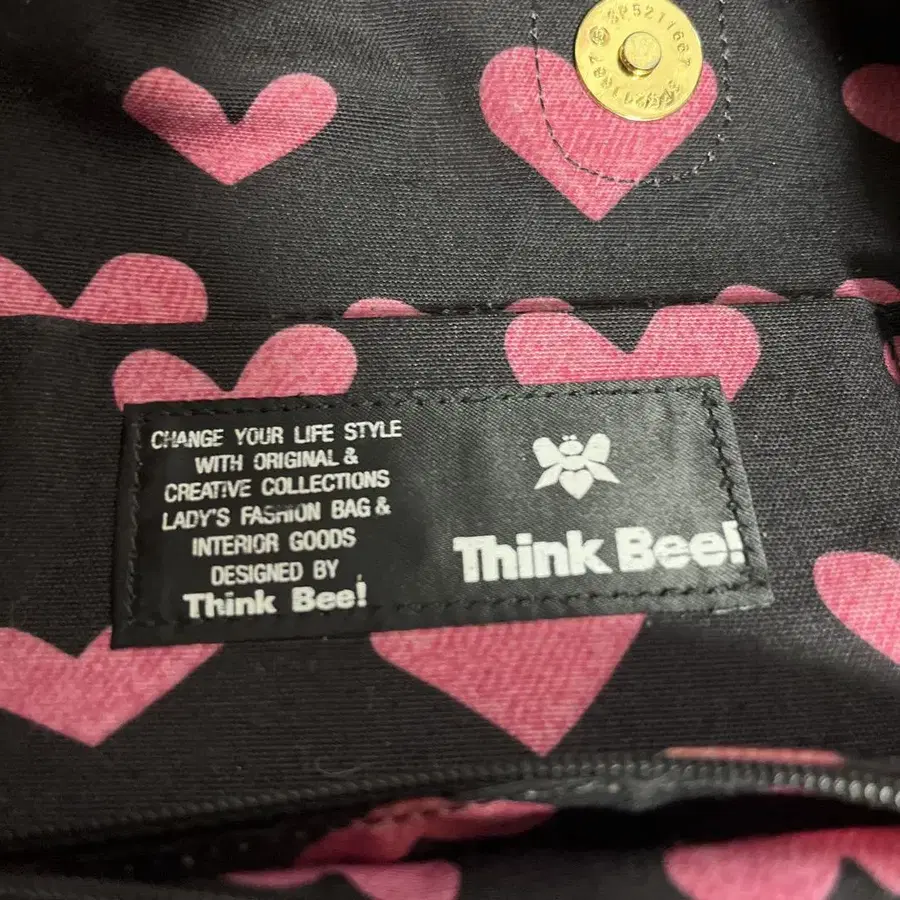 SP521166?
CHANGE YOUR LIFE STYLE
WITH ORIGINAL &
CREATIVE COLLECTIONS
LADY'S FASHION BAG &
INTERIOR GOODS
DESIGNED BY
Think Bee!
Think Bee!